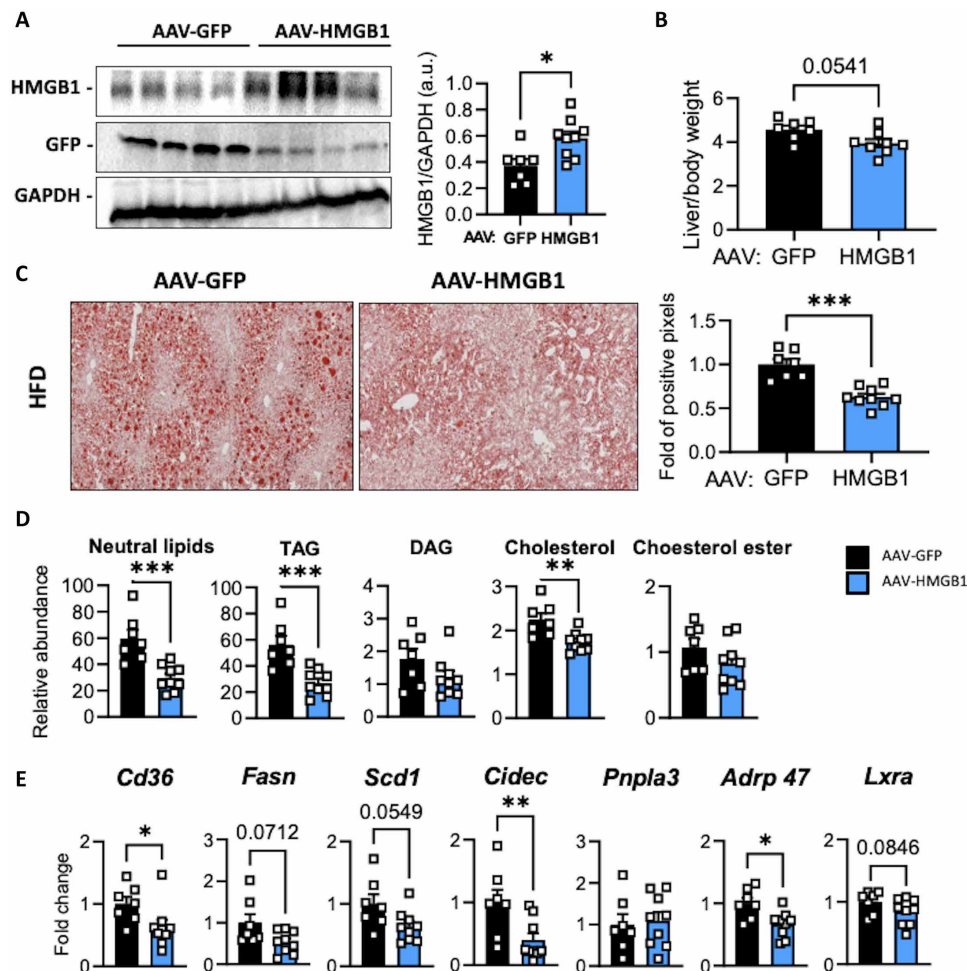 A
AAV-GFP AAV-HMGB1
HMGB1 -
GFP -
GAPDH -
HMGB1/GAPDH (a.u.)
*
1.0
0.8
0.6
0.4
0.2
0.0
AAV: GFP HMGB1
B
0.0541
Liver/body weight
6
4
2
0
AAV: GFP HMGB1
C
AAV-GFP AAV-HMGB1
HFD
***
Fold of positive pixels
1.5
1.0
0.5
0.0
AAV: GFP HMGB1
D
Neutral lipids
***
Relative abundance
100
80
60
40
20
0
TAG
***
100
80
60
40
20
0
DAG
4
3
2
1
0
Cholesterol
**
3
2
1
0
Choesterol ester
2
1
0
AAV-GFP
AAV-HMGB1
E
Cd36
*
Fold change
2
1
0
Fasn
0.0712
3
2
1
0
Scd1
0.0549
2
1
0
Cidec
**
2
1
0
Pnpla3
3
2
1
0
Adrp 47
*
2
1
0
Lxra
0.0846
2
1
0